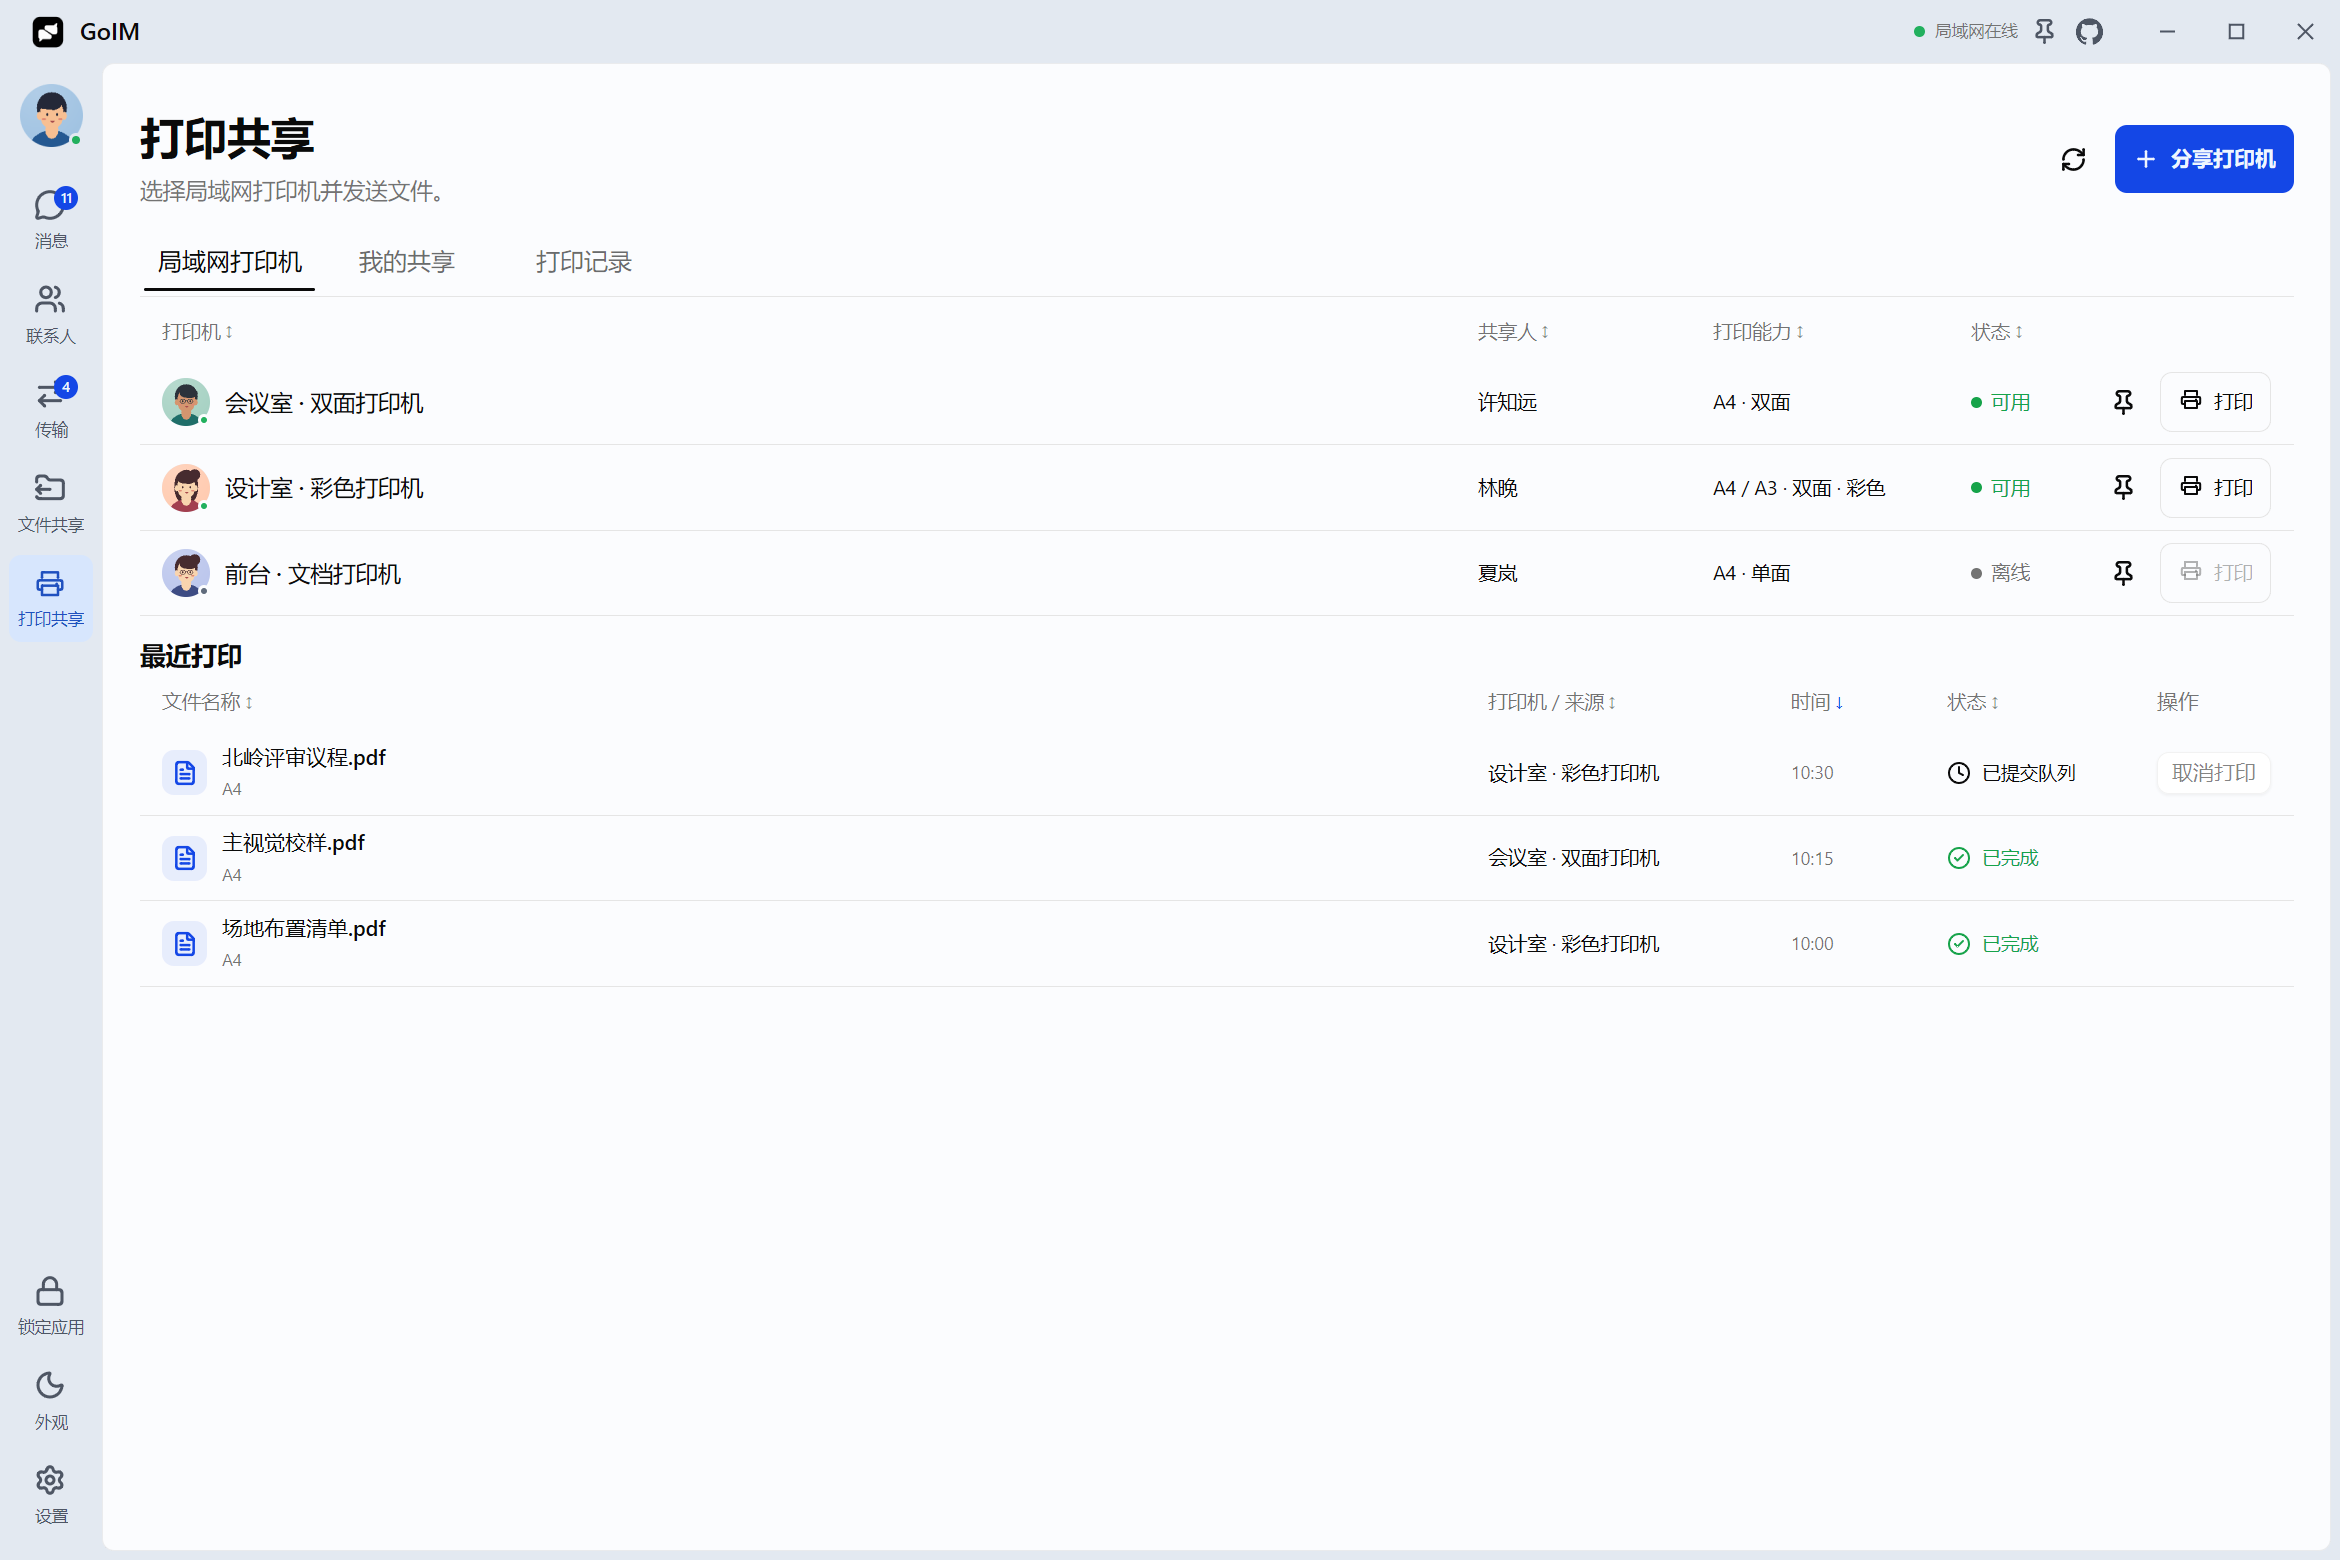 GoIM
局域网在线
11
消息
联系人
4
传输
文件共享
打印共享
锁定应用
外观
设置
打印共享
选择局域网打印机并发送文件。
分享打印机
局域网打印机 我的共享 打印记录
打印机 共享人 打印能力 状态
会议室 · 双面打印机 许知远 A4 · 双面 可用 打印
设计室 · 彩色打印机 林晚 A4 / A3 · 双面 · 彩色 可用 打印
前台 · 文档打印机 夏岚 A4 · 单面 离线 打印
最近打印
文件名称 打印机 / 来源 时间 状态 操作
北岭评审议程.pdf
A4
设计室 · 彩色打印机 10:30 已提交队列 取消打印
主视觉校样.pdf
A4
会议室 · 双面打印机 10:15 已完成
场地布置清单.pdf
A4
设计室 · 彩色打印机 10:00 已完成